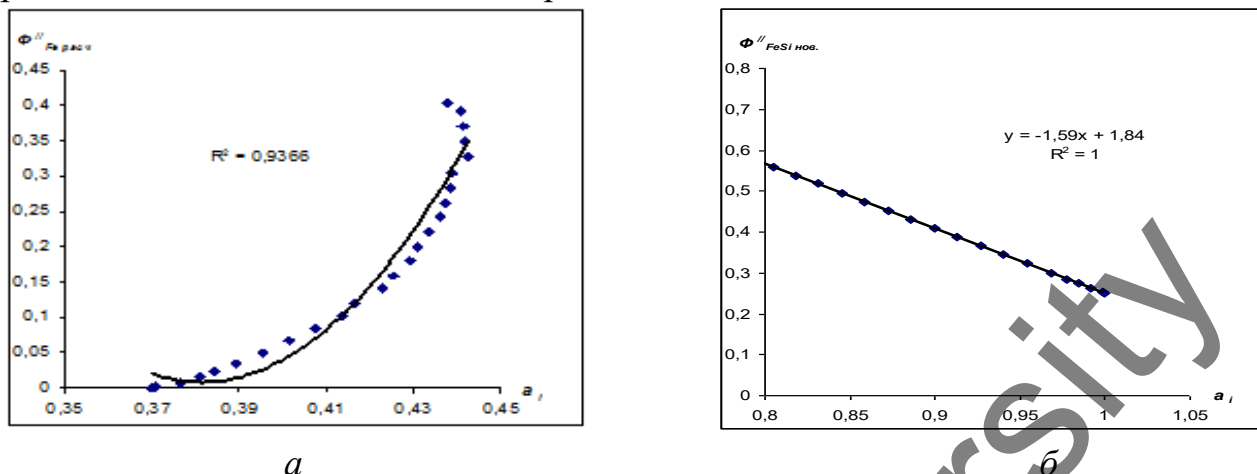 Ф// Fe расч
0,45
0,4
0,35
0,3
0,25
0,2
0,15
0,1
0,05
0
R² = 0,9366
0,35 0,37 0,39 0,41 0,43 0,45
a i
а
Ф// FeSi нов.
0,8
0,7
0,6
0,5
0,4
0,3
0,2
0,1
0
y = -1,59x + 1,84
R² = 1
0,8 0,85 0,9 0,95 1 1,05
a i
б
rsity